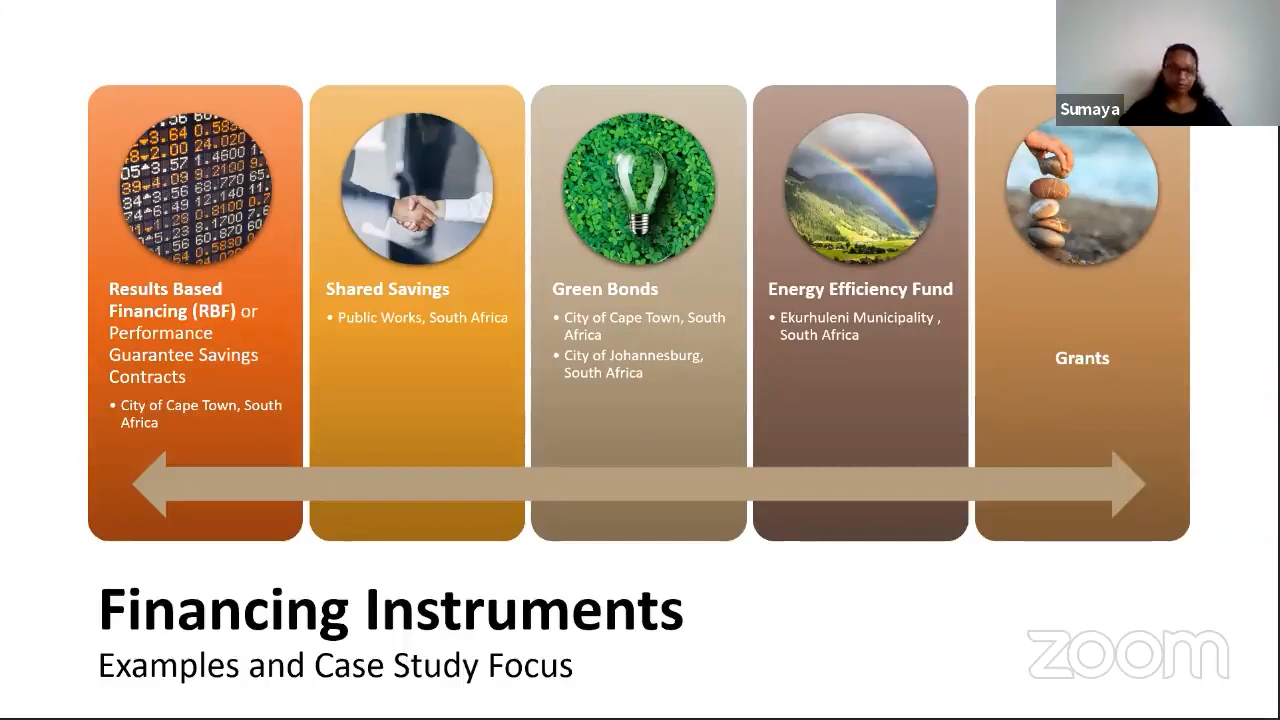 Sumaya
Results Based
Financing (RBF) or
Performance
Guarantee Savings
Contracts
• City of Cape Town, South
Africa
Shared Savings
• Public Works, South Africa
Green Bonds
• City of Cape Town, South
Africa
• City of Johannesburg,
South Africa
Energy Efficiency Fund
• Ekurhuleni Municipality ,
South Africa
Grants
Financing Instruments
Examples and Case Study Focus
zoom